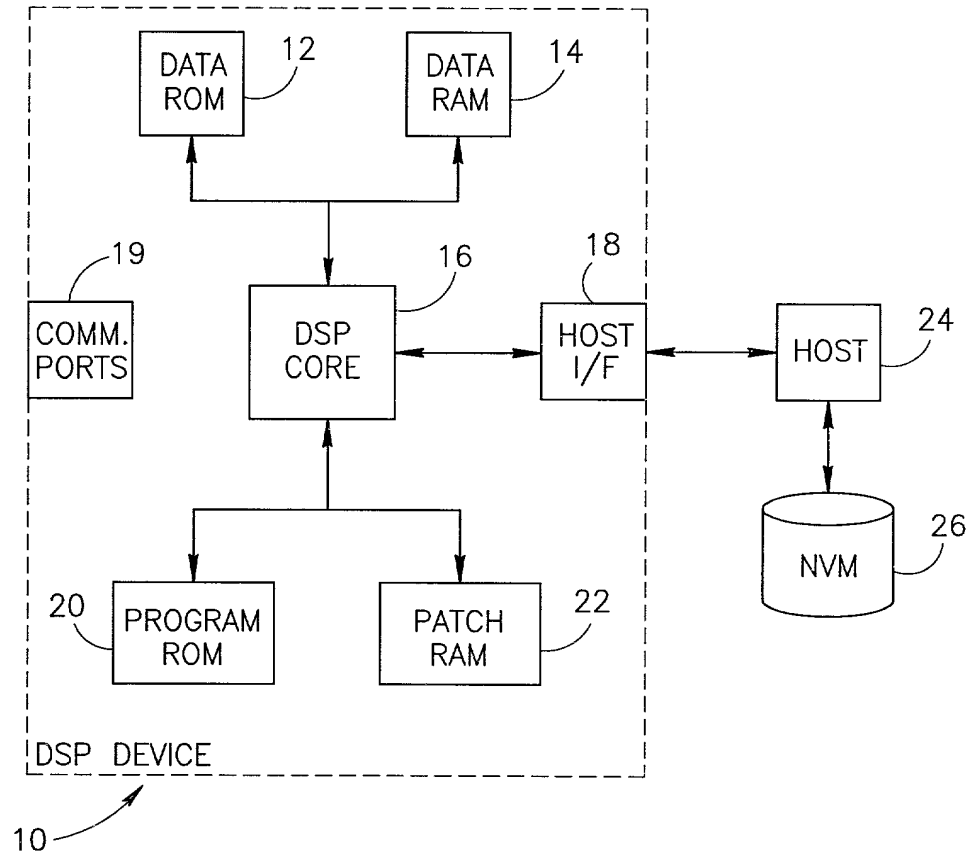 12
DATA
ROM
14
DATA
RAM
19
COMM.
PORTS
16
DSP
CORE
18
HOST
I/F
24
HOST
20
PROGRAM
ROM
22
PATCH
RAM
26
NVM
DSP DEVICE
10